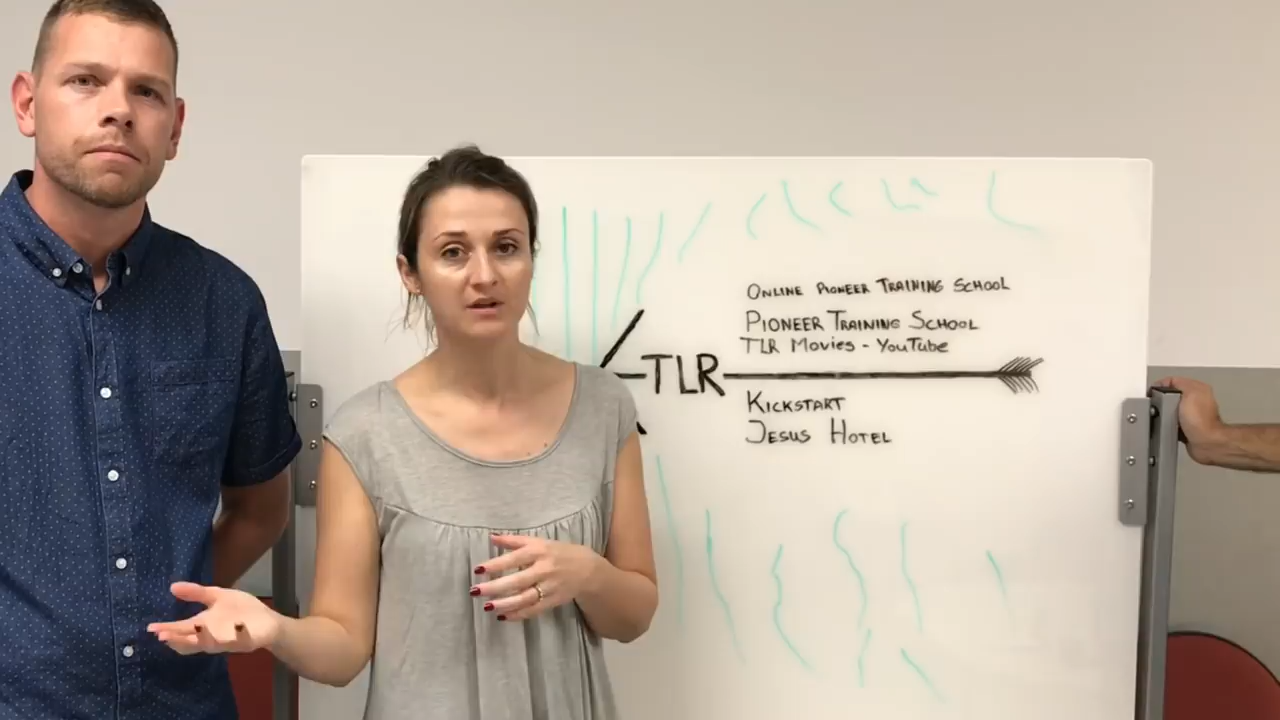 Online Pioneer Training School
Pioneer Training School
TLR Movies - YouTube
TLR
Kickstart
Jesus Hotel